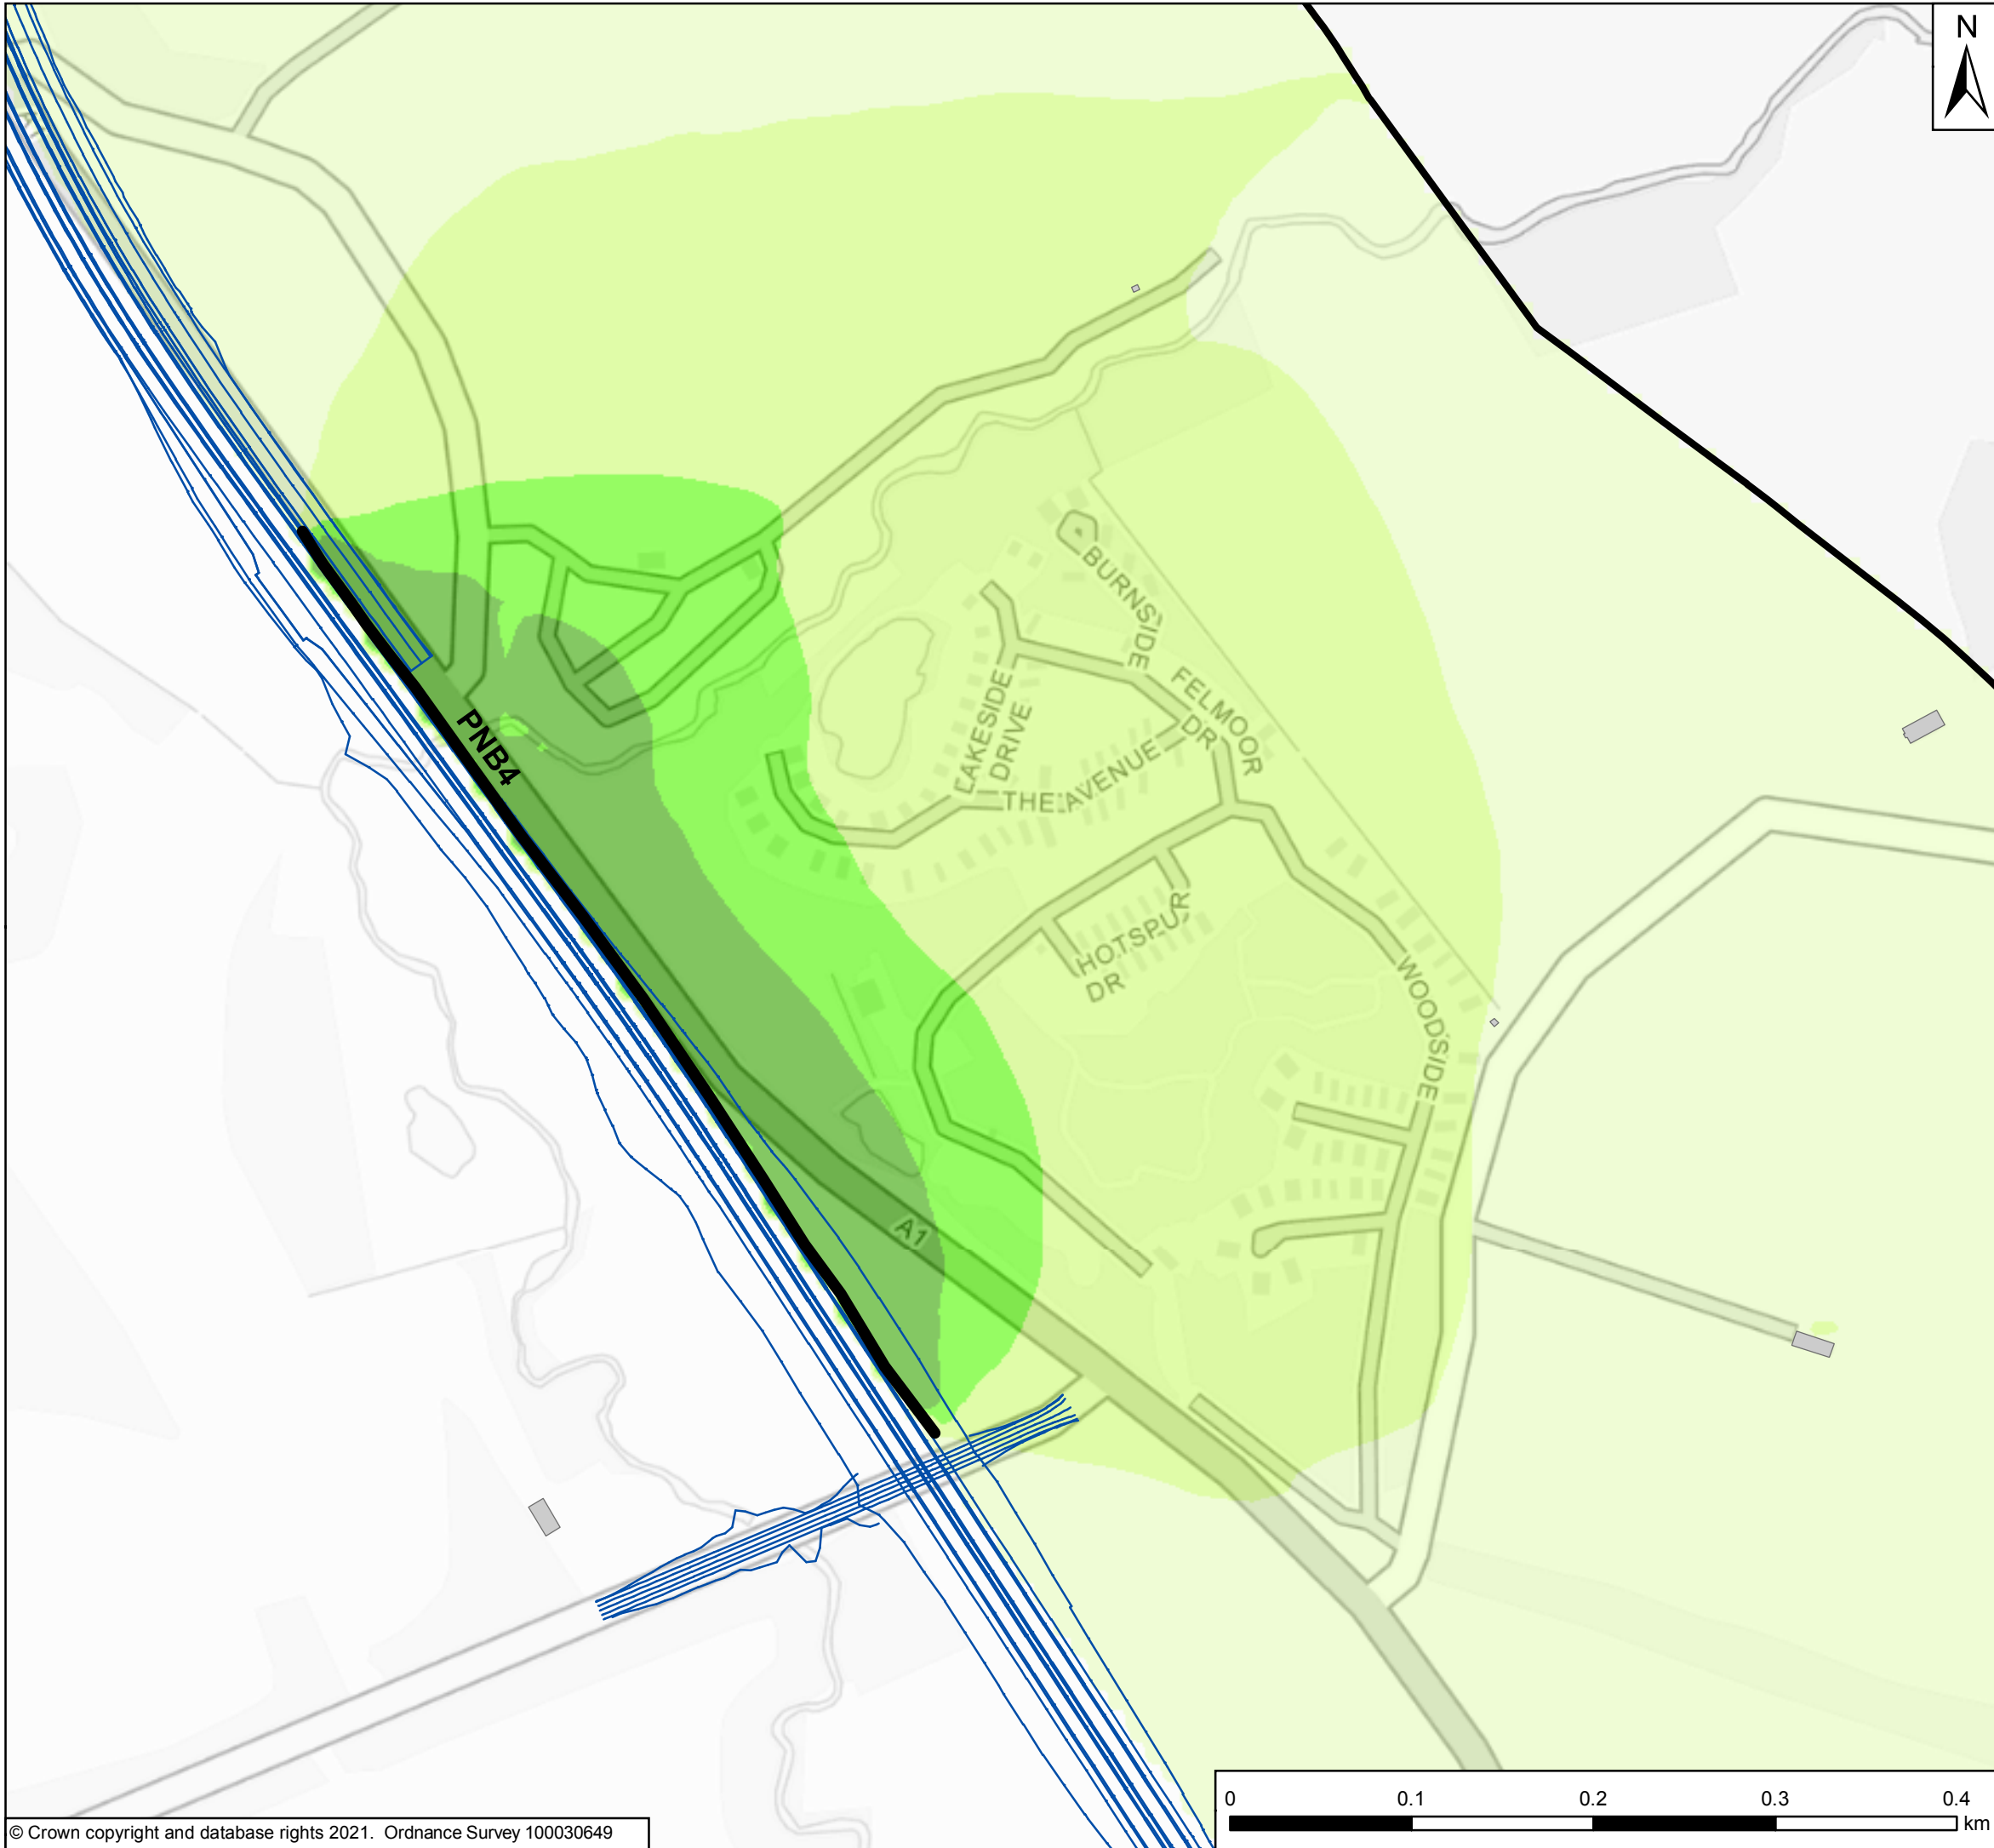 N
BURNSIDE
FELMOOR
DR
LAKESIDE
DRIVE
THE AVENUE
PNB4
HOTSPUR
DR
WOODSIDE
A1
0 0.1 0.2 0.3 0.4
km
© Crown copyright and database rights 2021. Ordnance Survey 100030649